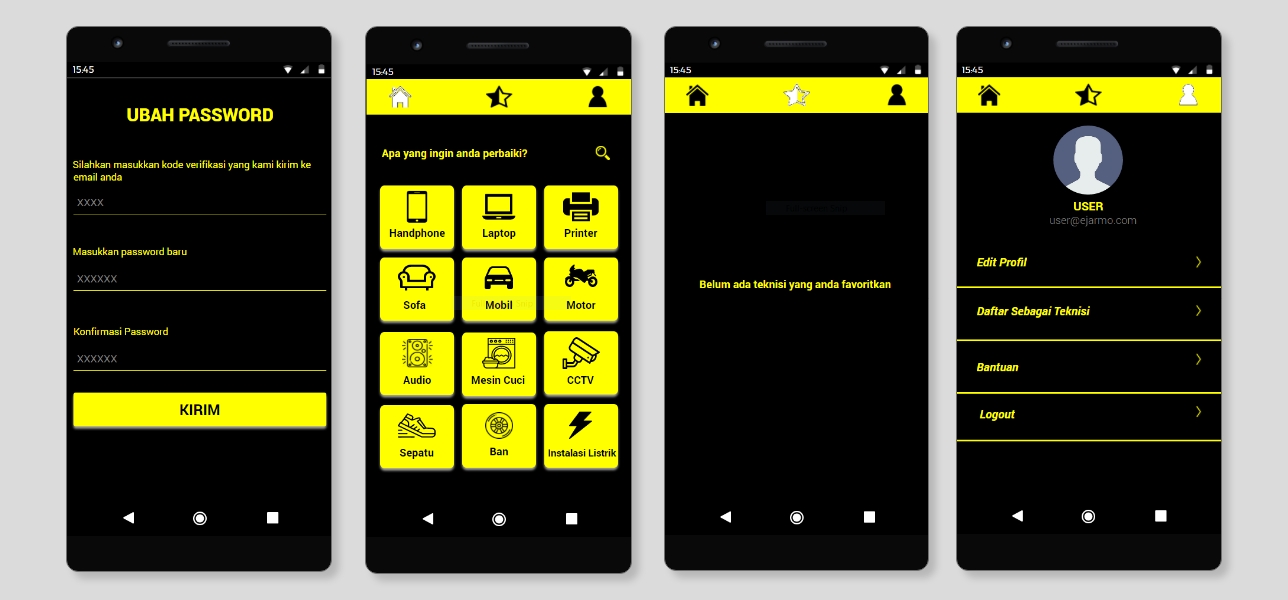 15:45
UBAH PASSWORD
Silahkan masukkan kode verifikasi yang kami kirim ke
email anda
XXXX
Masukkan password baru
XXXXXX
Konfirmasi Password
XXXXXX
KIRIM
15:45
Apa yang ingin anda perbaiki?
Handphone Laptop Printer
Sofa Mobil Motor
Audio Mesin Cuci CCTV
Sepatu Ban Instalasi Listrik
15:45
Belum ada teknisi yang anda favoritkan
15:45
USER
user@ejarmo.com
Edit Profil
Daftar Sebagai Teknisi
Bantuan
Logout